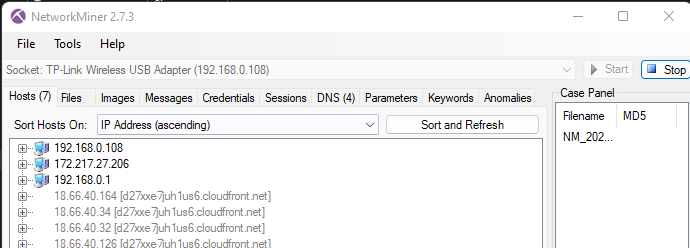 NetworkMiner 2.7.3
File Tools Help
Socket: TP-Link Wireless USB Adapter (192.168.0.108) Start Stop
Hosts (7) Files Images Messages Credentials Sessions DNS (4) Parameters Keywords Anomalies
Case Panel
Sort Hosts On: IP Address (ascending) Sort and Refresh
Filename MD5
NM_202...
192.168.0.108
172.217.27.206
192.168.0.1
18.66.40.164 [d27xxe7juh1us6.cloudfront.net]
18.66.40.34 [d27xxe7juh1us6.cloudfront.net]
18.66.40.32 [d27xxe7juh1us6.cloudfront.net]
18.66.40.126 [d27xxe7juh1us6.cloudfront.net]